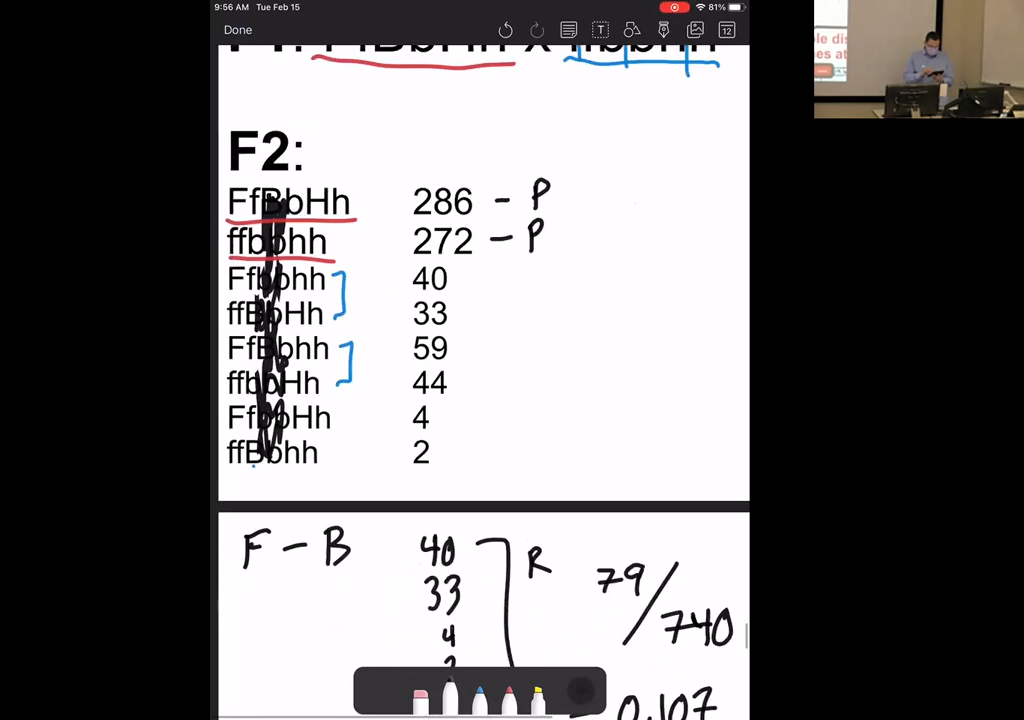 9:56 AM Tue Feb 15
81%
Done
T
12
F2:
FfBbHh 286 - P
ffbbhh 272 - P
Ffbbhh 40
ffBbHh 33
FfBbhh 59
ffbbHh 44
FfbbHh 4
ffBbhh 2
F - B 40 R 79/740
33
4
2
0.107